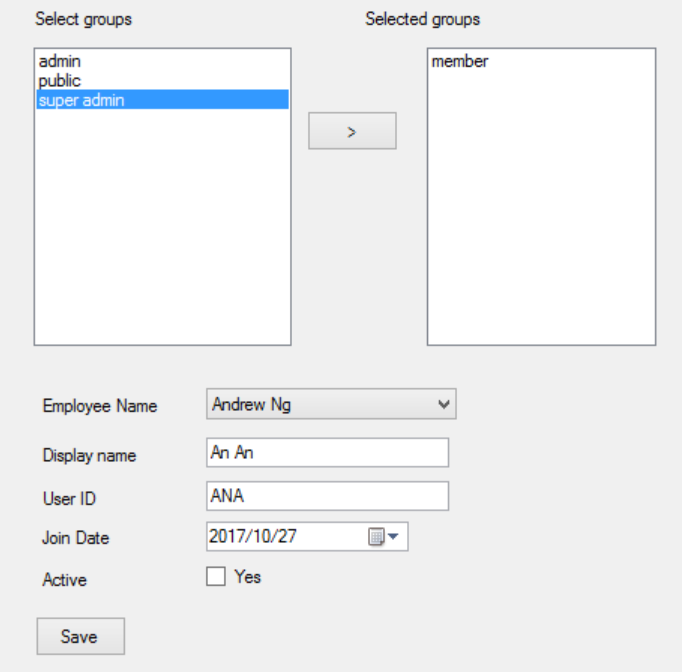 Select groups
Selected groups
admin
public
super admin
>
member
Employee Name
Andrew Ng
Display name
An An
User ID
ANA
Join Date
2017/10/27
Active
Yes
Save